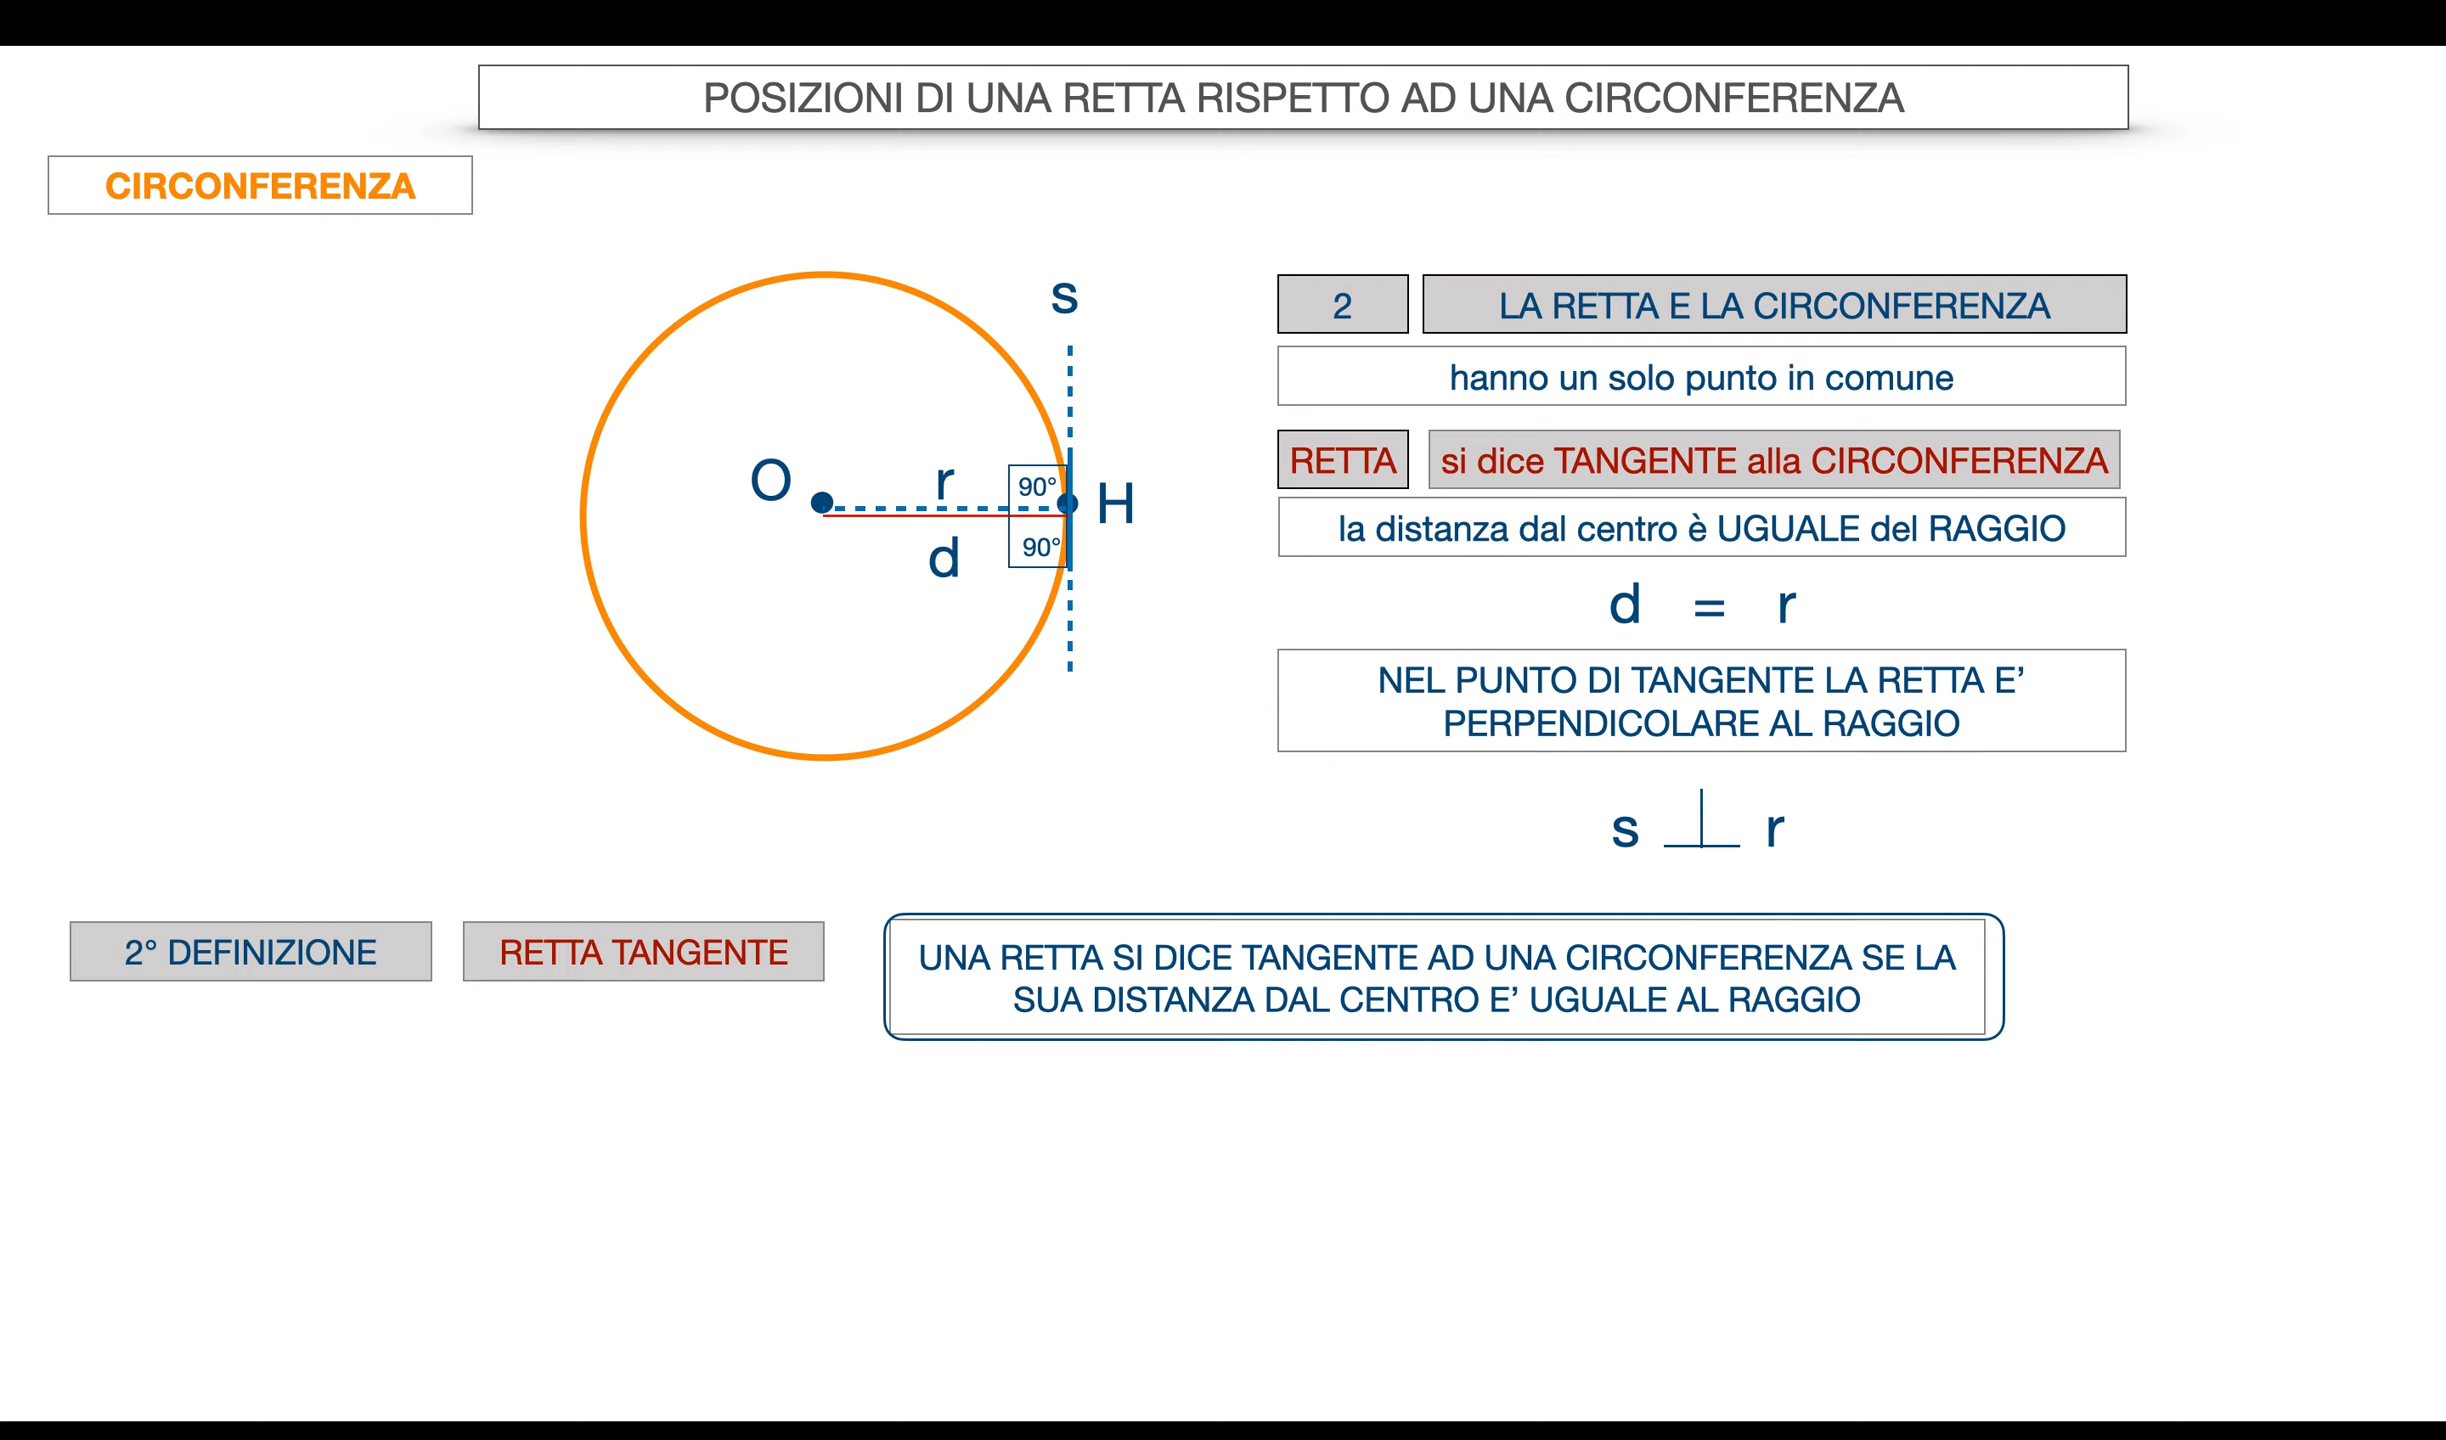 POSIZIONI DI UNA RETTA RISPETTO AD UNA CIRCONFERENZA
CIRCONFERENZA
s
O
r
90°
H
d
90°
2
LA RETTA E LA CIRCONFERENZA
hanno un solo punto in comune
RETTA
si dice TANGENTE alla CIRCONFERENZA
la distanza dal centro è UGUALE del RAGGIO
d = r
NEL PUNTO DI TANGENTE LA RETTA E’
PERPENDICOLARE AL RAGGIO
s ⊥ r
2° DEFINIZIONE
RETTA TANGENTE
UNA RETTA SI DICE TANGENTE AD UNA CIRCONFERENZA SE LA
SUA DISTANZA DAL CENTRO E’ UGUALE AL RAGGIO